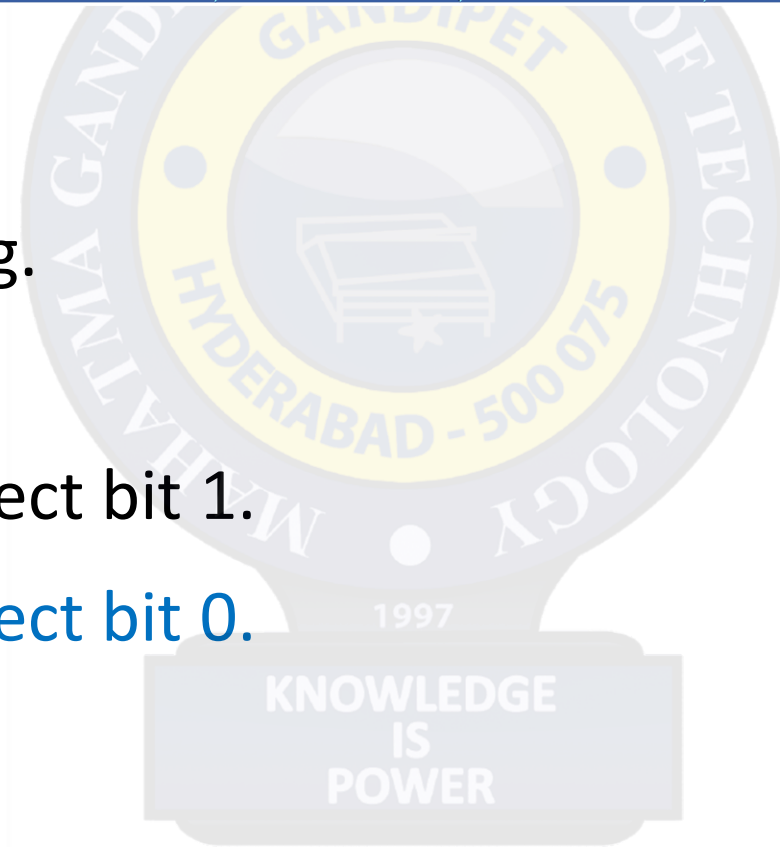 GANDIPET
MAHATMA GANDHI
OF TECHNOLOGY
g.
HYDERABAD - 500 075
ect bit 1.
ect bit 0.
1997
KNOWLEDGE
IS
POWER